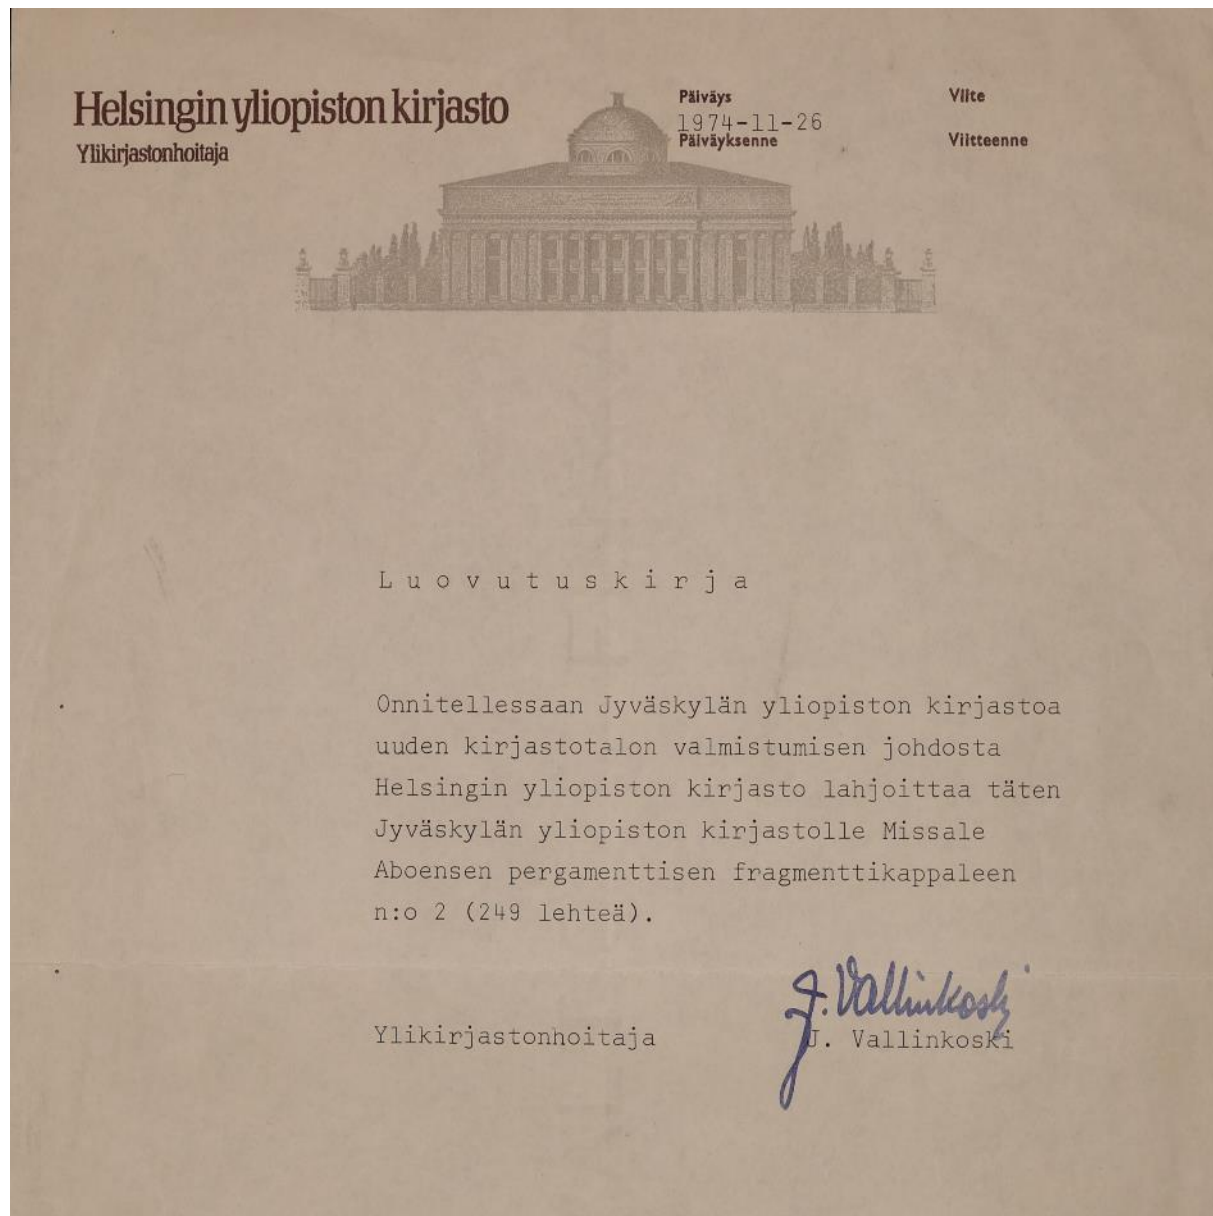 Helsingin yliopiston kirjasto
Ylikirjastonhoitaja
Päiväys
1974-11-26
Päiväyksenne
Viite
Viitteenne
Luovutuskirja
Onnitellessaan Jyväskylän yliopiston kirjastoa
uuden kirjastotalon valmistumisen johdosta
Helsingin yliopiston kirjasto lahjoittaa täten
Jyväskylän yliopiston kirjastolle Missale
Aboensen pergamenttisen fragmenttikappaleen
n:o 2 (249 lehteä).
J. Vallinkoski
Ylikirjastonhoitaja J. Vallinkoski